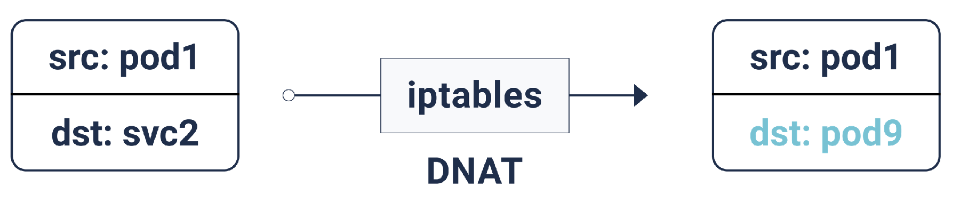 src: pod1
dst: svc2
iptables
DNAT
src: pod1
dst: pod9